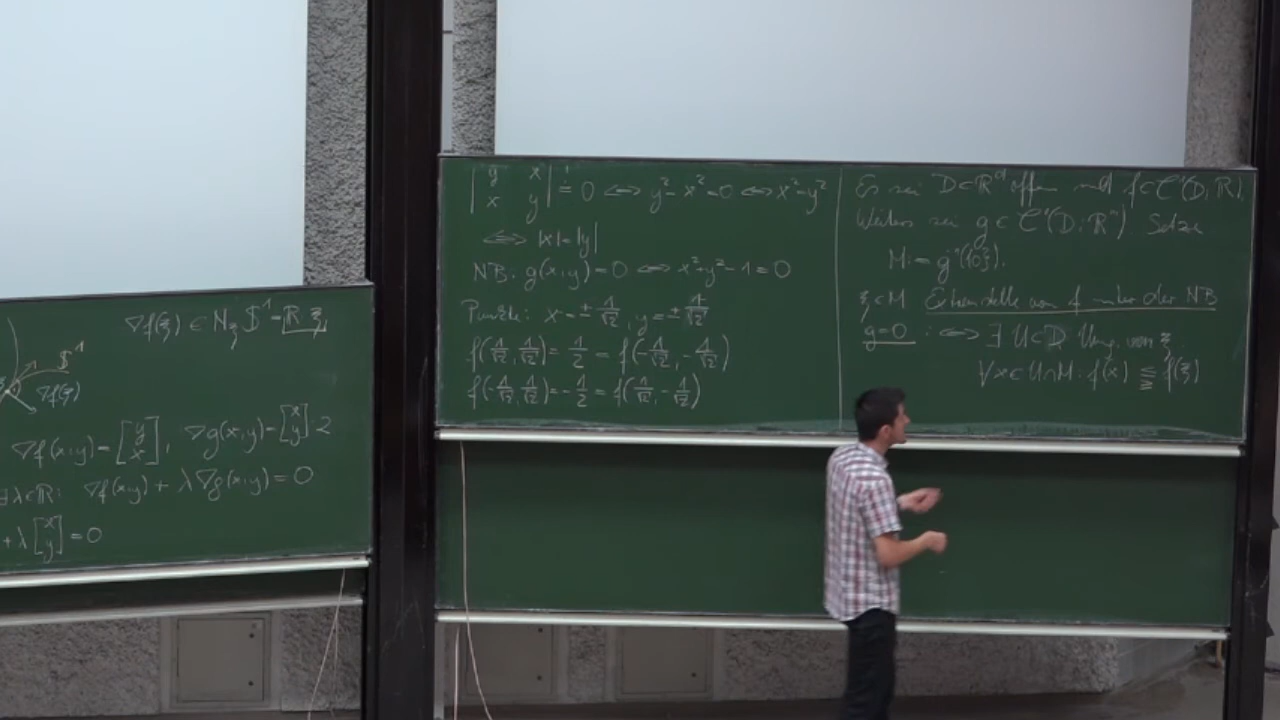 ∇f(ξ) ∈ N_ξ 𝕊¹ = ℝξ
𝕊¹
∇f(ξ)
∇f(x,y) = [y x], ∇g(x,y) = [x y]·2
∃λ∈ℝ: ∇f(x,y) + λ∇g(x,y) = 0
+ λ[x y] = 0
|y x; x y| =! 0 ⟺ y² - x² = 0 ⟺ x² = y²
⟺ |x| = |y|
NB: g(x,y) = 0 ⟺ x² + y² - 1 = 0
Punkte: x = ± 1/√2, y = ± 1/√2
f(1/√2, 1/√2) = 1/2 = f(-1/√2, -1/√2)
f(-1/√2, 1/√2) = -1/2 = f(1/√2, -1/√2)
Es sei D⊂ℝᵈ offen und f∈C¹(D; ℝ).
Weiters sei g∈C¹(D; ℝⁿ) Setze
M := g⁻¹({0}).
ξ∈M Extremstelle von f unter der NB
g=0 :⟺ ∃ U⊂D Umg. von ξ
∀x∈U∩M: f(x) ≦ ≧ f(ξ)